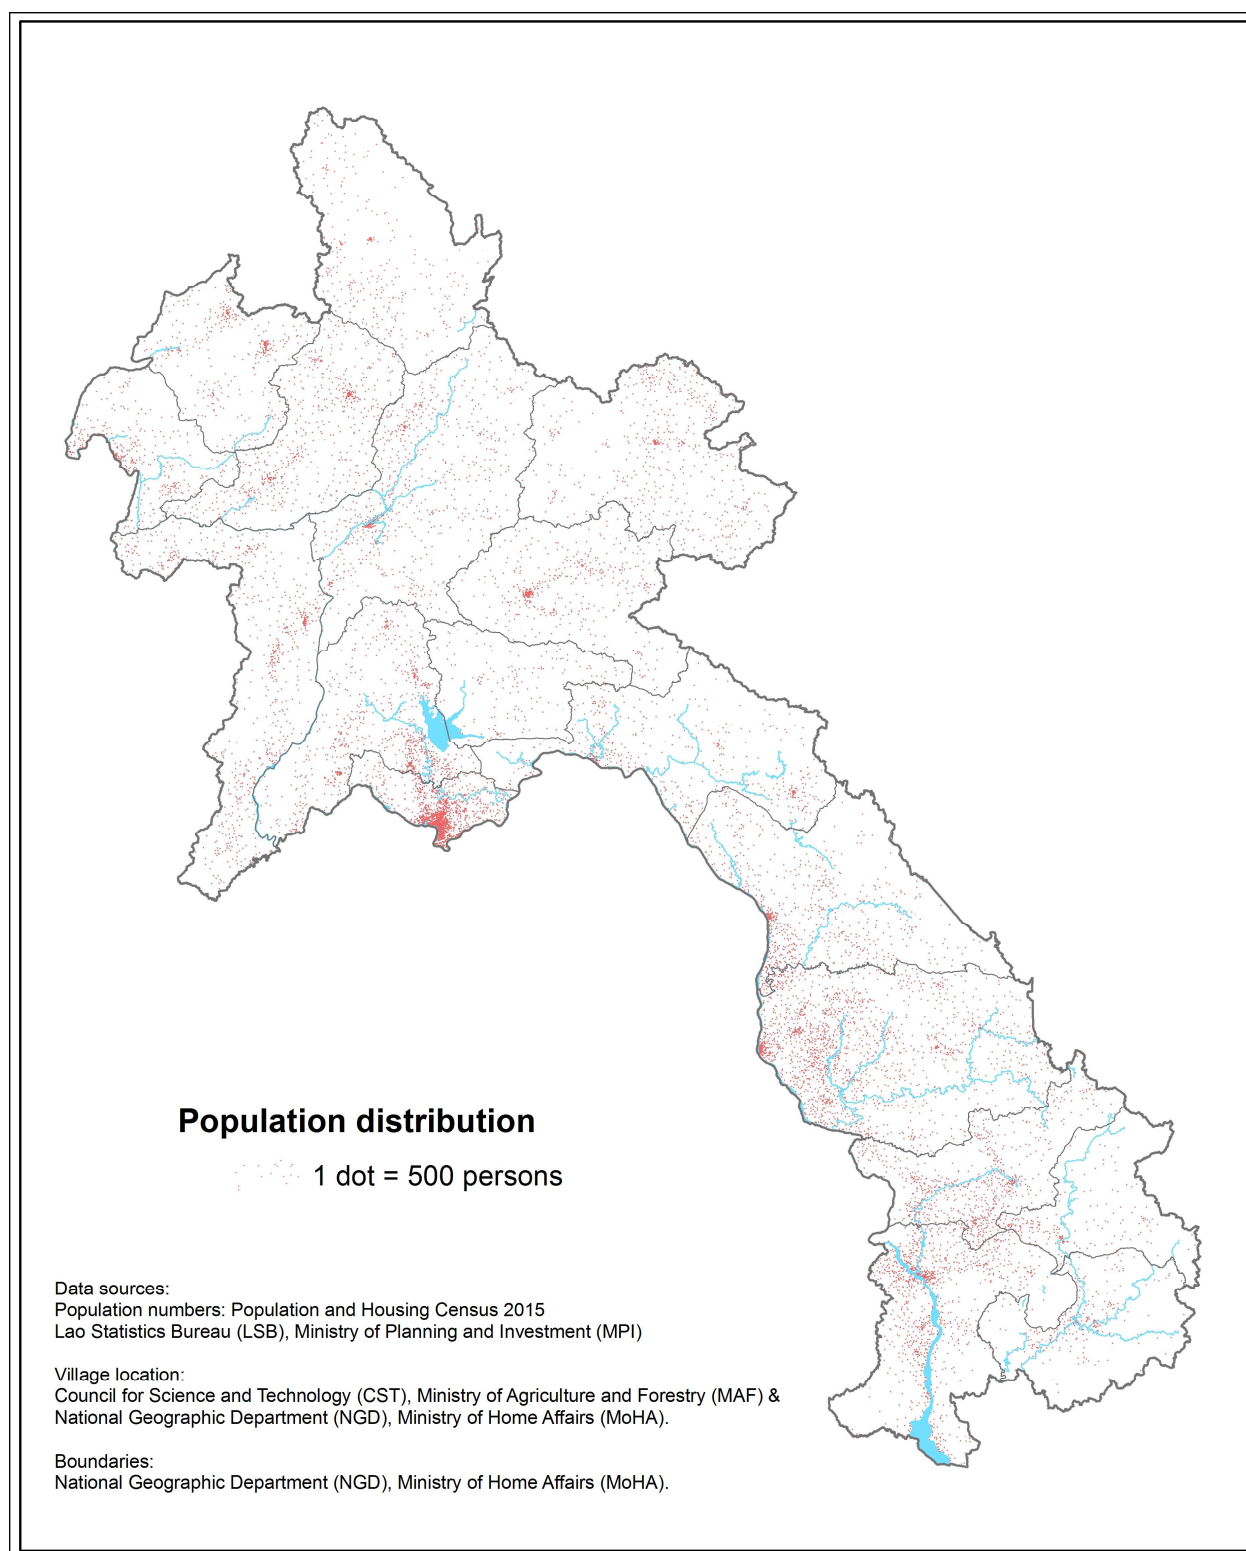 Population distribution
1 dot = 500 persons
Data sources:
Population numbers: Population and Housing Census 2015
Lao Statistics Bureau (LSB), Ministry of Planning and Investment (MPI)
Village location:
Council for Science and Technology (CST), Ministry of Agriculture and Forestry (MAF) &
National Geographic Department (NGD), Ministry of Home Affairs (MoHA).
Boundaries:
National Geographic Department (NGD), Ministry of Home Affairs (MoHA).